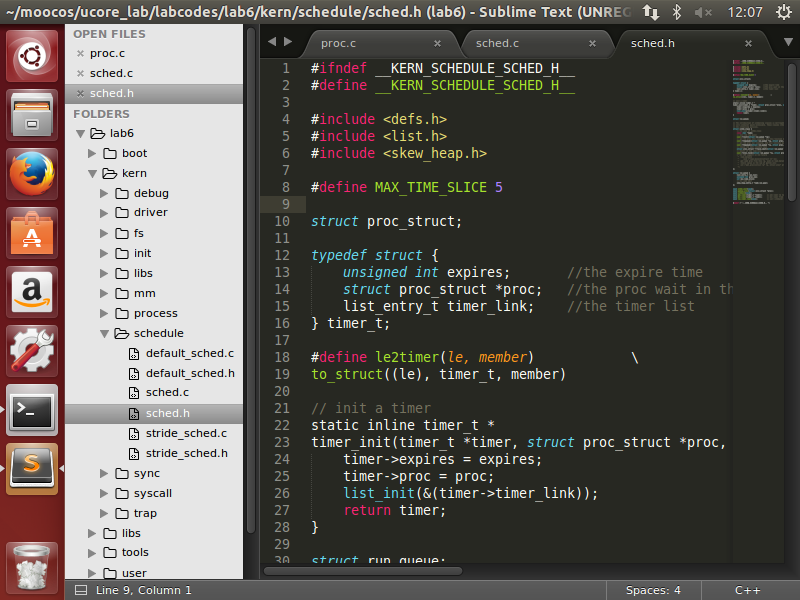 ~/moocos/ucore_lab/labcodes/lab6/kern/schedule/sched.h (lab6) - Sublime Text (UNREG 12:07
OPEN FILES
× proc.c
× sched.c
× sched.h
FOLDERS
lab6
boot
kern
debug
driver
fs
init
libs
mm
process
schedule
default_sched.c
default_sched.h
sched.c
sched.h
stride_sched.c
stride_sched.h
sync
syscall
trap
libs
tools
user
proc.c × sched.c × sched.h ×
1 #ifndef __KERN_SCHEDULE_SCHED_H__
2 #define __KERN_SCHEDULE_SCHED_H__
3
4 #include <defs.h>
5 #include <list.h>
6 #include <skew_heap.h>
7
8 #define MAX_TIME_SLICE 5
9
10 struct proc_struct;
11
12 typedef struct {
13     unsigned int expires;       //the expire time
14     struct proc_struct *proc;   //the proc wait in th
15     list_entry_t timer_link;    //the timer list
16 } timer_t;
17
18 #define le2timer(le, member)            \
19 to_struct((le), timer_t, member)
20
21 // init a timer
22 static inline timer_t *
23 timer_init(timer_t *timer, struct proc_struct *proc,
24     timer->expires = expires;
25     timer->proc = proc;
26     list_init(&(timer->timer_link));
27     return timer;
28 }
29
30 struct run_queue;
Line 9, Column 1 Spaces: 4 C++